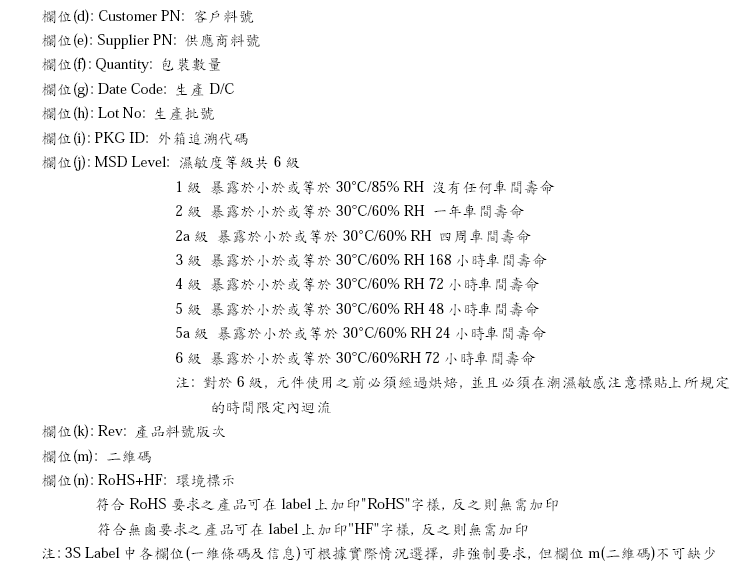 欄位(d): Customer PN: 客戶料號
欄位(e): Supplier PN: 供應商料號
欄位(f): Quantity: 包裝數量
欄位(g): Date Code: 生產 D/C
欄位(h): Lot No: 生產批號
欄位(i): PKG ID: 外箱追溯代碼
欄位(j): MSD Level: 濕敏度等級共 6 級
1 級 暴露於小於或等於 30°C/85% RH 沒有任何車間壽命
2 級 暴露於小於或等於 30°C/60% RH 一年車間壽命
2a 級 暴露於小於或等於 30°C/60% RH 四周車間壽命
3 級 暴露於小於或等於 30°C/60% RH 168 小時車間壽命
4 級 暴露於小於或等於 30°C/60% RH 72 小時車間壽命
5 級 暴露於小於或等於 30°C/60% RH 48 小時車間壽命
5a 級 暴露於小於或等於 30°C/60% RH 24 小時車間壽命
6 級 暴露於小於或等於 30°C/60%RH 72 小時車間壽命
注: 對於 6 級, 元件使用之前必須經過烘焙, 並且必須在潮濕敏感注意標貼上所規定
的時間限定內迴流
欄位(k): Rev: 產品料號版次
欄位(m): 二維碼
欄位(n): RoHS+HF: 環境標示
符合 RoHS 要求之產品可在 label 上加印"RoHS"字樣, 反之則無需加印
符合無鹵要求之產品可在 label 上加印"HF"字樣, 反之則無需加印
注: 3S Label 中各欄位(一維條碼及信息)可根據實際情況選擇, 非強制要求, 但欄位 m(二維碼)不可缺少